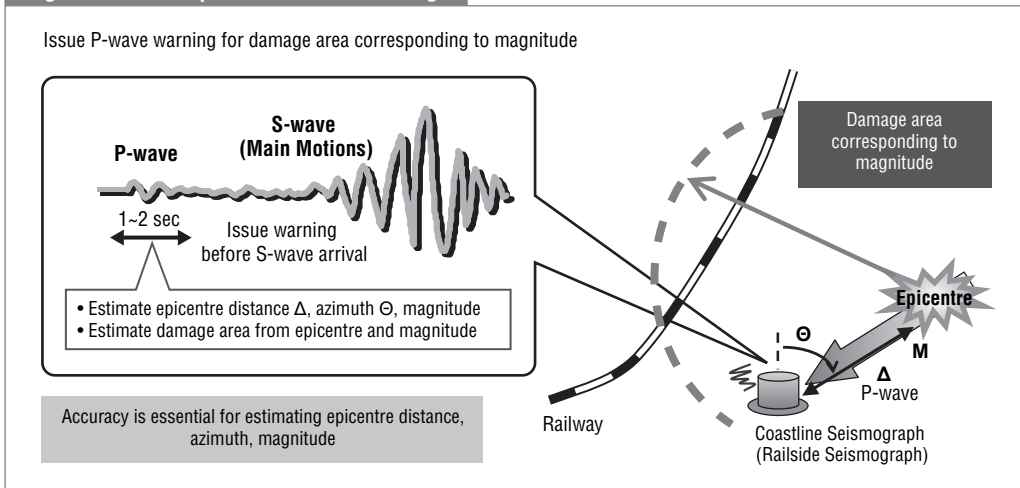 Issue P-wave warning for damage area corresponding to magnitude
P-wave
S-wave
(Main Motions)
1~2 sec
Issue warning
before S-wave arrival
• Estimate epicentre distance Δ, azimuth Θ, magnitude
• Estimate damage area from epicentre and magnitude
Accuracy is essential for estimating epicentre distance,
azimuth, magnitude
Damage area
corresponding to
magnitude
Epicentre
Θ
M
Δ
P-wave
Railway
Coastline Seismograph
(Railside Seismograph)